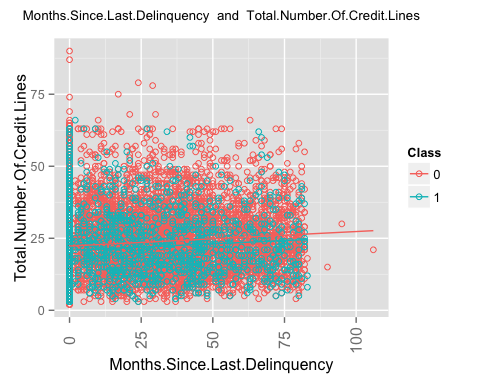 Months.Since.Last.Delinquency and Total.Number.Of.Credit.Lines
Total.Number.Of.Credit.Lines
75
50
25
0
0
25
50
75
100
Months.Since.Last.Delinquency
Class
0
1